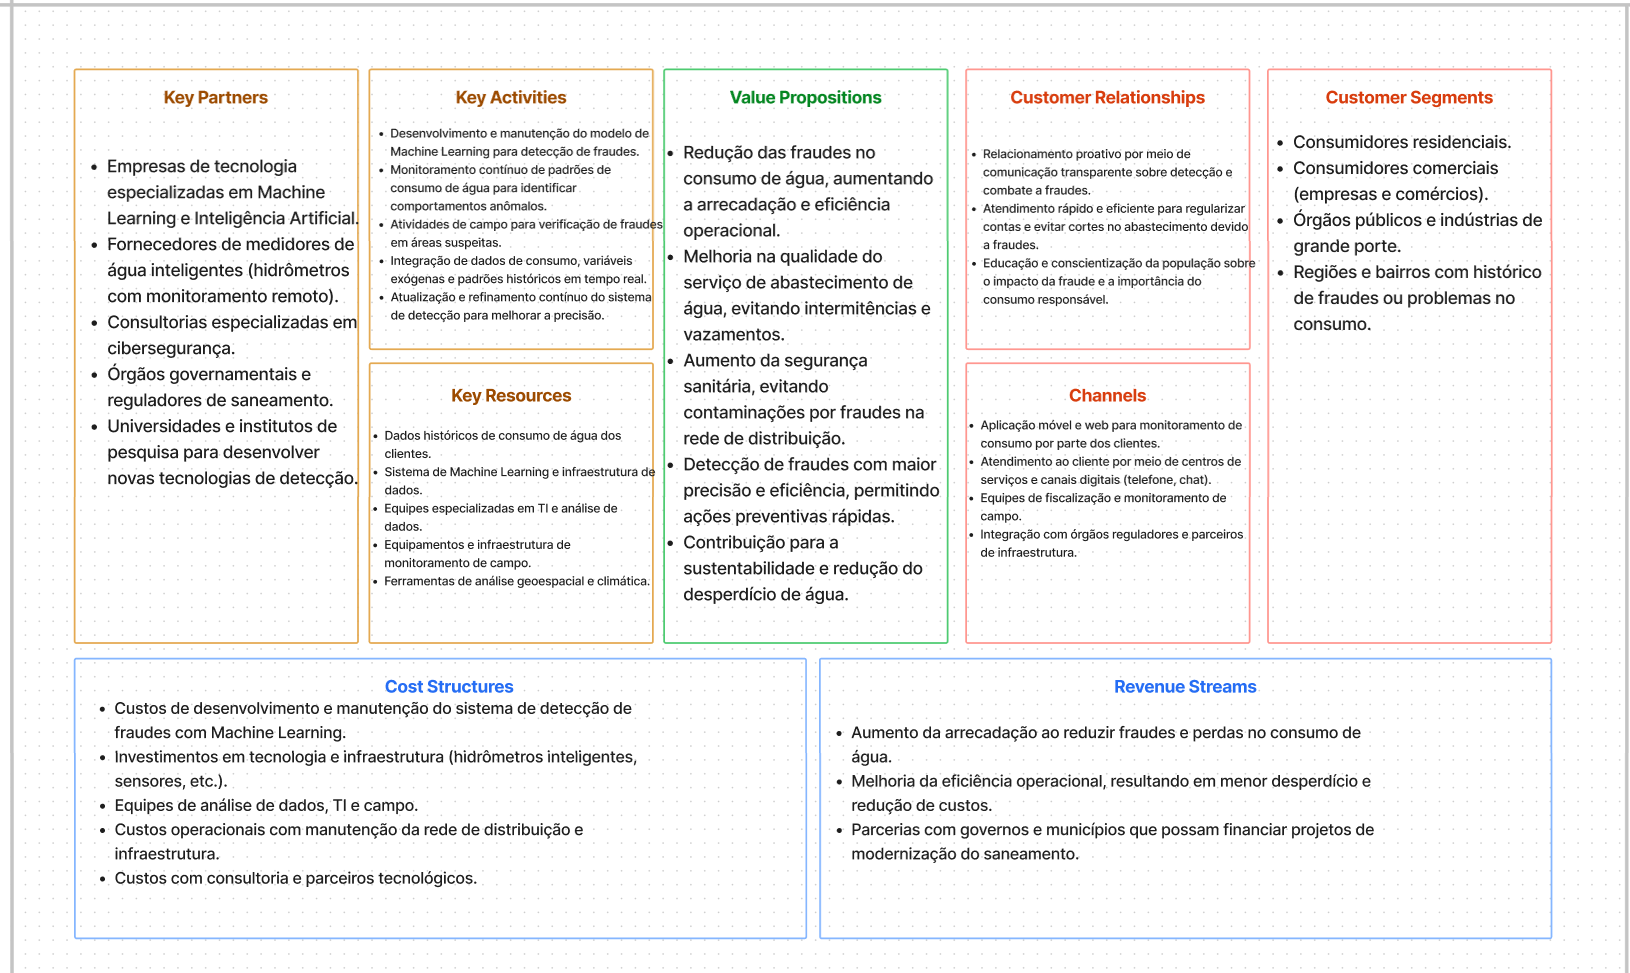 Key Partners
• Empresas de tecnologia
especializadas em Machine
Learning e Inteligência Artificial.
• Fornecedores de medidores de
água inteligentes (hidrômetros
com monitoramento remoto).
• Consultorias especializadas em
cibersegurança.
• Órgãos governamentais e
reguladores de saneamento.
• Universidades e institutos de
pesquisa para desenvolver
novas tecnologias de detecção.
Key Activities
• Desenvolvimento e manutenção do modelo de
Machine Learning para detecção de fraudes.
• Monitoramento contínuo de padrões de
consumo de água para identificar
comportamentos anômalos.
• Atividades de campo para verificação de fraudes
em áreas suspeitas.
• Integração de dados de consumo, variáveis
exógenas e padrões históricos em tempo real.
• Atualização e refinamento contínuo do sistema
de detecção para melhorar a precisão.
Key Resources
• Dados históricos de consumo de água dos
clientes.
• Sistema de Machine Learning e infraestrutura de
dados.
• Equipes especializadas em TI e análise de
dados.
• Equipamentos e infraestrutura de
monitoramento de campo.
• Ferramentas de análise geoespacial e climática.
Value Propositions
• Redução das fraudes no
consumo de água, aumentando
a arrecadação e eficiência
operacional.
• Melhoria na qualidade do
serviço de abastecimento de
água, evitando intermitências e
vazamentos.
• Aumento da segurança
sanitária, evitando
contaminações por fraudes na
rede de distribuição.
• Detecção de fraudes com maior
precisão e eficiência, permitindo
ações preventivas rápidas.
• Contribuição para a
sustentabilidade e redução do
desperdício de água.
Customer Relationships
• Relacionamento proativo por meio de
comunicação transparente sobre detecção e
combate a fraudes.
• Atendimento rápido e eficiente para regularizar
contas e evitar cortes no abastecimento devido
a fraudes.
• Educação e conscientização da população sobre
o impacto da fraude e a importância do
consumo responsável.
Channels
• Aplicação móvel e web para monitoramento de
consumo por parte dos clientes.
• Atendimento ao cliente por meio de centros de
serviços e canais digitais (telefone, chat).
• Equipes de fiscalização e monitoramento de
campo.
• Integração com órgãos reguladores e parceiros
de infraestrutura.
Customer Segments
• Consumidores residenciais.
• Consumidores comerciais
(empresas e comércios).
• Órgãos públicos e indústrias de
grande porte.
• Regiões e bairros com histórico
de fraudes ou problemas no
consumo.
Cost Structures
• Custos de desenvolvimento e manutenção do sistema de detecção de
fraudes com Machine Learning.
• Investimentos em tecnologia e infraestrutura (hidrômetros inteligentes,
sensores, etc.).
• Equipes de análise de dados, TI e campo.
• Custos operacionais com manutenção da rede de distribuição e
infraestrutura.
• Custos com consultoria e parceiros tecnológicos.
Revenue Streams
• Aumento da arrecadação ao reduzir fraudes e perdas no consumo de
água.
• Melhoria da eficiência operacional, resultando em menor desperdício e
redução de custos.
• Parcerias com governos e municípios que possam financiar projetos de
modernização do saneamento.